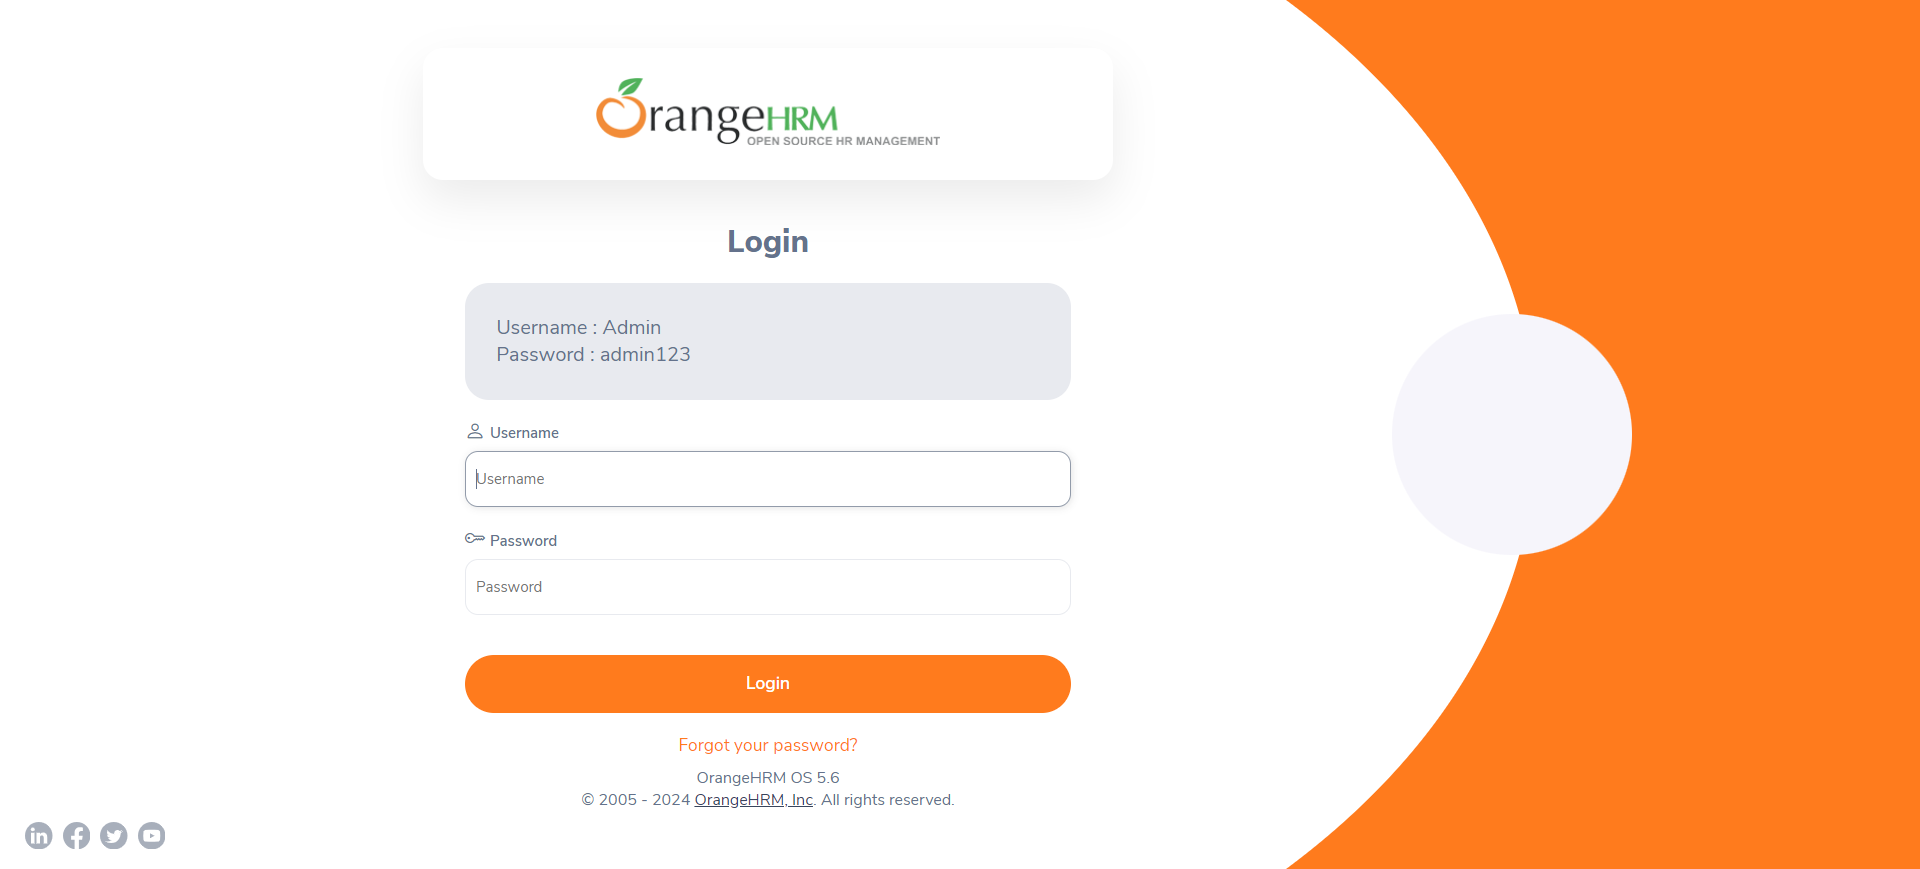 OrangeHRM
OPEN SOURCE HR MANAGEMENT
Login
Username : Admin
Password : admin123
Username
Username
Password
Password
Login
Forgot your password?
OrangeHRM OS 5.6
© 2005 - 2024 OrangeHRM, Inc. All rights reserved.